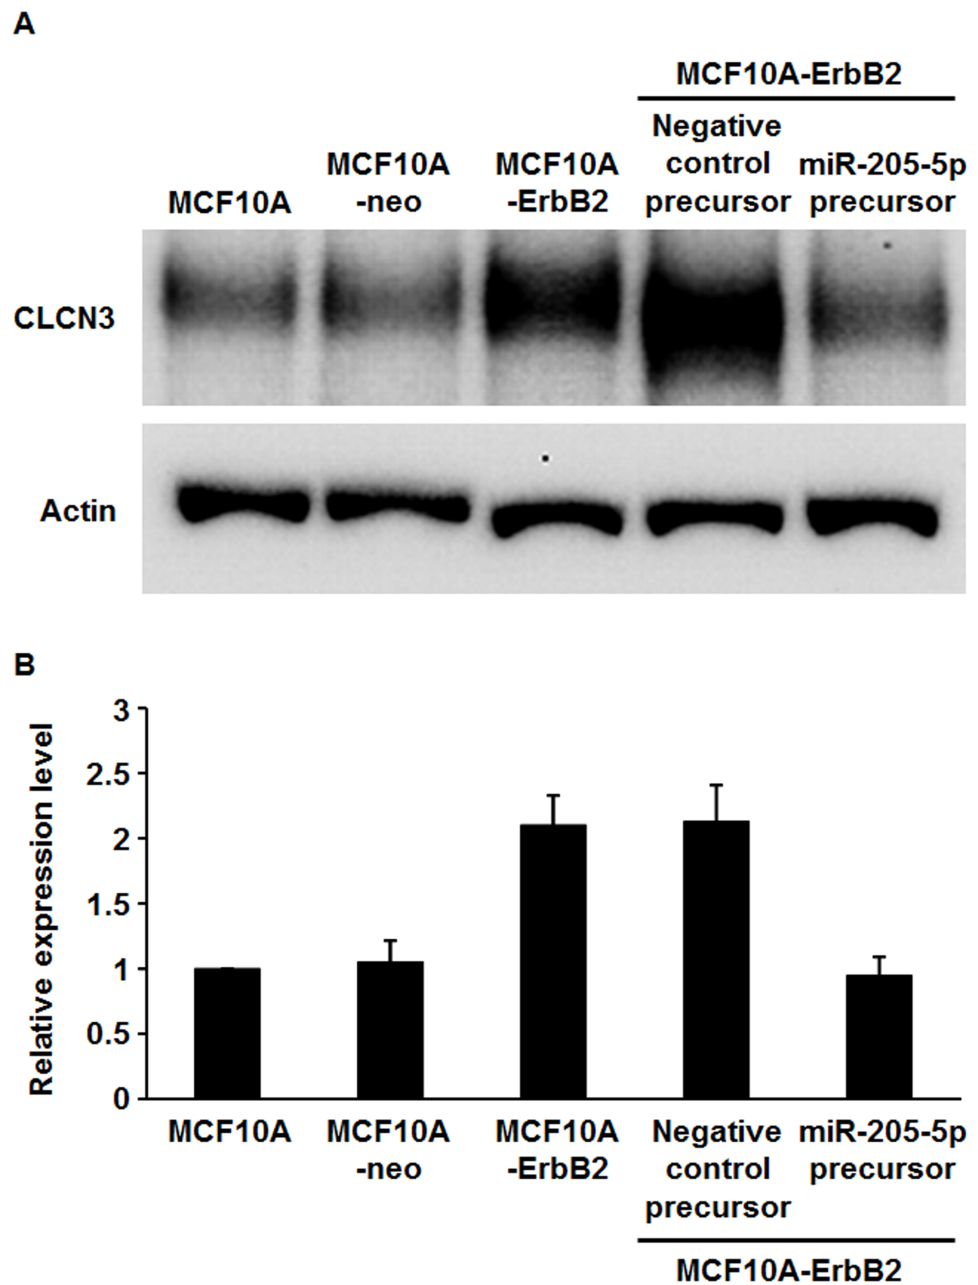 A
MCF10A-ErbB2
MCF10A
MCF10A
-neo
MCF10A
-ErbB2
Negative
control
precursor
miR-205-5p
precursor
CLCN3
Actin
B
Relative expression level
3
2.5
2
1.5
1
0.5
0
MCF10A
MCF10A
-neo
MCF10A
-ErbB2
Negative
control
precursor
miR-205-5p
precursor
MCF10A-ErbB2